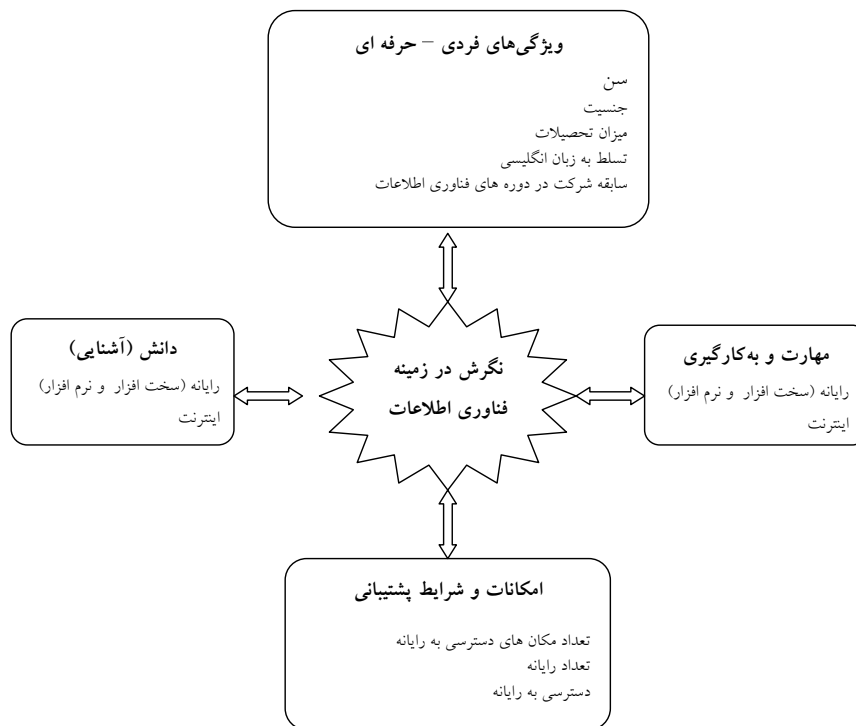 ویژگی‌های فردی – حرفه ای
سن
جنسیت
میزان تحصیلات
تسلط به زبان انگلیسی
سابقه شرکت در دوره های فناوری اطلاعات
مهارت و به‌کارگیری
رایانه (سخت افزار و نرم افزار)
اینترنت
نگرش در زمینه
فناوری اطلاعات
دانش (آشنایی)
رایانه (سخت افزار و نرم افزار)
اینترنت
امکانات و شرایط پشتیبانی
تعداد مکان های دسترسی به رایانه
تعداد رایانه
دسترسی به رایانه